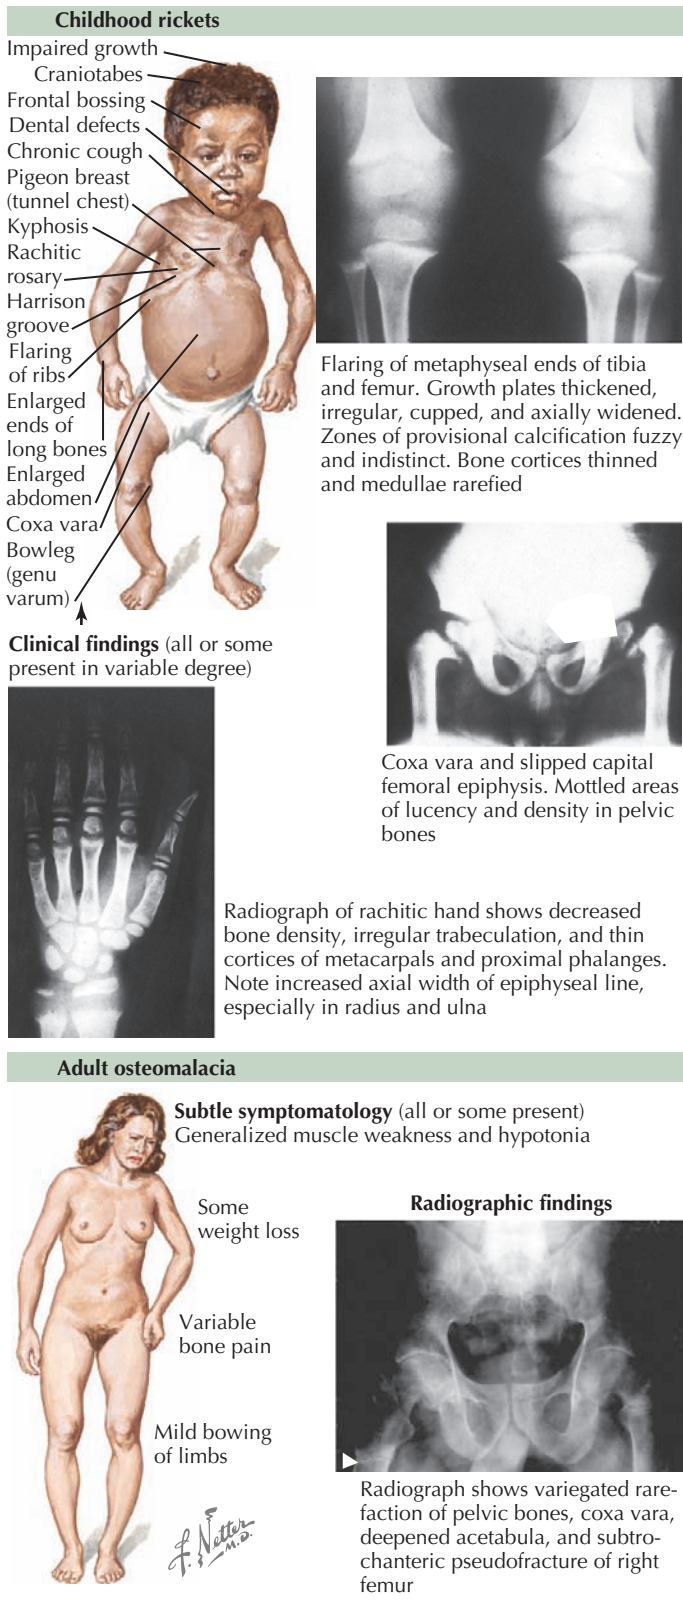 Childhood rickets
Impaired growth
Craniotabes
Frontal bossing
Dental defects
Chronic cough
Pigeon breast
(tunnel chest)
Kyphosis
Rachitic
rosary
Harrison
groove
Flaring
of ribs
Enlarged
ends of
long bones
Enlarged
abdomen
Coxa vara
Bowleg
(genu
varum)
Clinical findings (all or some
present in variable degree)
Flaring of metaphyseal ends of tibia
and femur. Growth plates thickened,
irregular, cupped, and axially widened.
Zones of provisional calcification fuzzy
and indistinct. Bone cortices thinned
and medullae rarefied
Coxa vara and slipped capital
femoral epiphysis. Mottled areas
of lucency and density in pelvic
bones
Radiograph of rachitic hand shows decreased
bone density, irregular trabeculation, and thin
cortices of metacarpals and proximal phalanges.
Note increased axial width of epiphyseal line,
especially in radius and ulna
Adult osteomalacia
Subtle symptomatology (all or some present)
Generalized muscle weakness and hypotonia
Some
weight loss
Variable
bone pain
Mild bowing
of limbs
F. Netter
M.D.
Radiographic findings
Radiograph shows variegated rare-
faction of pelvic bones, coxa vara,
deepened acetabula, and subtro-
chanteric pseudofracture of right
femur